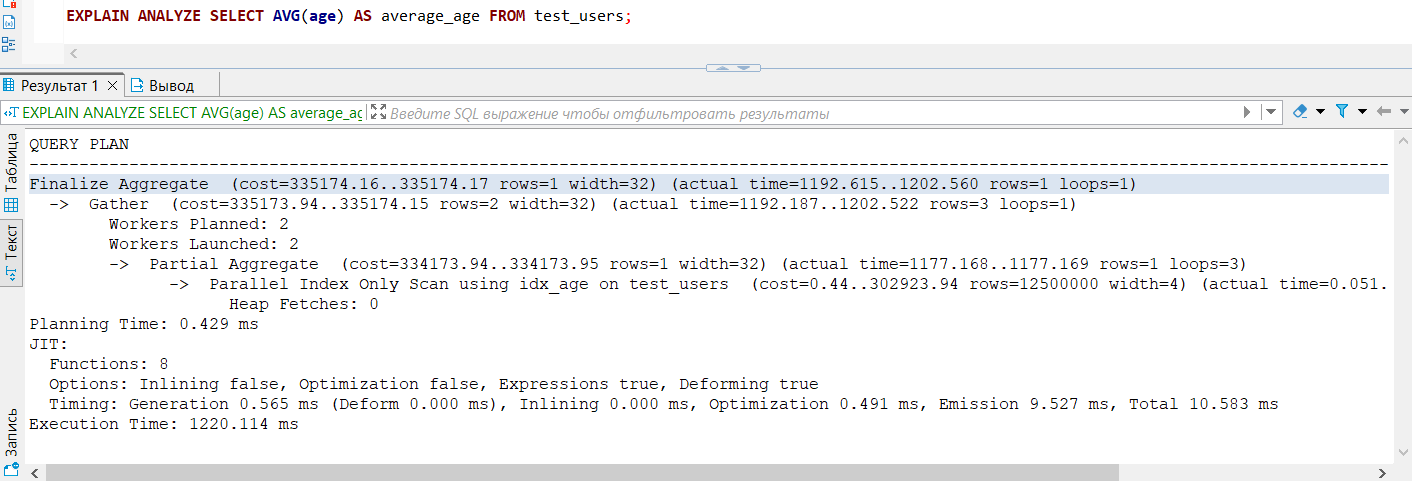 EXPLAIN ANALYZE SELECT AVG(age) AS average_age FROM test_users;
Результат 1
Вывод
EXPLAIN ANALYZE SELECT AVG(age) AS average_ag
Введите SQL выражение чтобы отфильтровать результаты
Таблица
Текст
Запись
QUERY PLAN
----------------------------------------------------------------------------------------------------------------------------------------
Finalize Aggregate  (cost=335174.16..335174.17 rows=1 width=32) (actual time=1192.615..1202.560 rows=1 loops=1)
  ->  Gather  (cost=335173.94..335174.15 rows=2 width=32) (actual time=1192.187..1202.522 rows=3 loops=1)
        Workers Planned: 2
        Workers Launched: 2
        ->  Partial Aggregate  (cost=334173.94..334173.95 rows=1 width=32) (actual time=1177.168..1177.169 rows=1 loops=3)
              ->  Parallel Index Only Scan using idx_age on test_users  (cost=0.44..302923.94 rows=12500000 width=4) (actual time=0.051.
                    Heap Fetches: 0
Planning Time: 0.429 ms
JIT:
  Functions: 8
  Options: Inlining false, Optimization false, Expressions true, Deforming true
  Timing: Generation 0.565 ms (Deform 0.000 ms), Inlining 0.000 ms, Optimization 0.491 ms, Emission 9.527 ms, Total 10.583 ms
Execution Time: 1220.114 ms